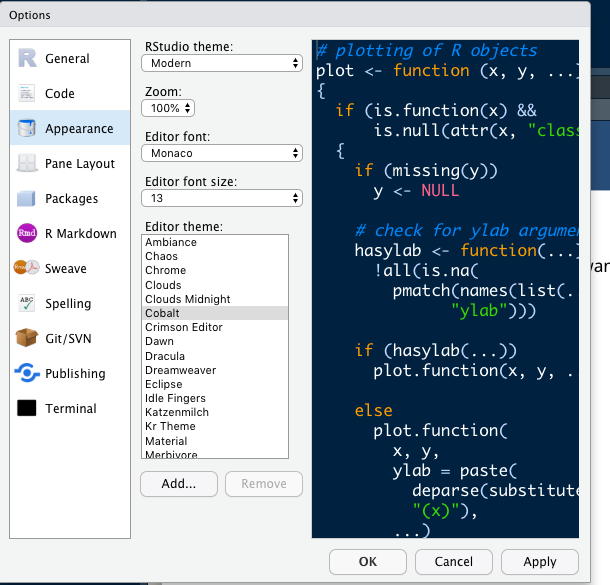 Options
General
Code
Appearance
Pane Layout
Packages
R Markdown
Sweave
Spelling
Git/SVN
Publishing
Terminal
RStudio theme:
Modern
Zoom:
100%
Editor font:
Monaco
Editor font size:
13
Editor theme:
Ambiance
Chaos
Chrome
Clouds
Clouds Midnight
Cobalt
Crimson Editor
Dawn
Dracula
Dreamweaver
Eclipse
Idle Fingers
Katzenmilch
Kr Theme
Material
Merbivore
Add...
Remove
# plotting of R objects
plot <- function (x, y, ...)
{
if (is.function(x) &&
is.null(attr(x, "class
{
if (missing(y))
y <- NULL
# check for ylab argumen
hasylab <- function(...)
!all(is.na(
pmatch(names(list(.
"ylab")))
if (hasylab(...))
plot.function(x, y, ..
else
plot.function(
x, y,
ylab = paste(
deparse(substitute
"(x)"),
...)
OK
Cancel
Apply